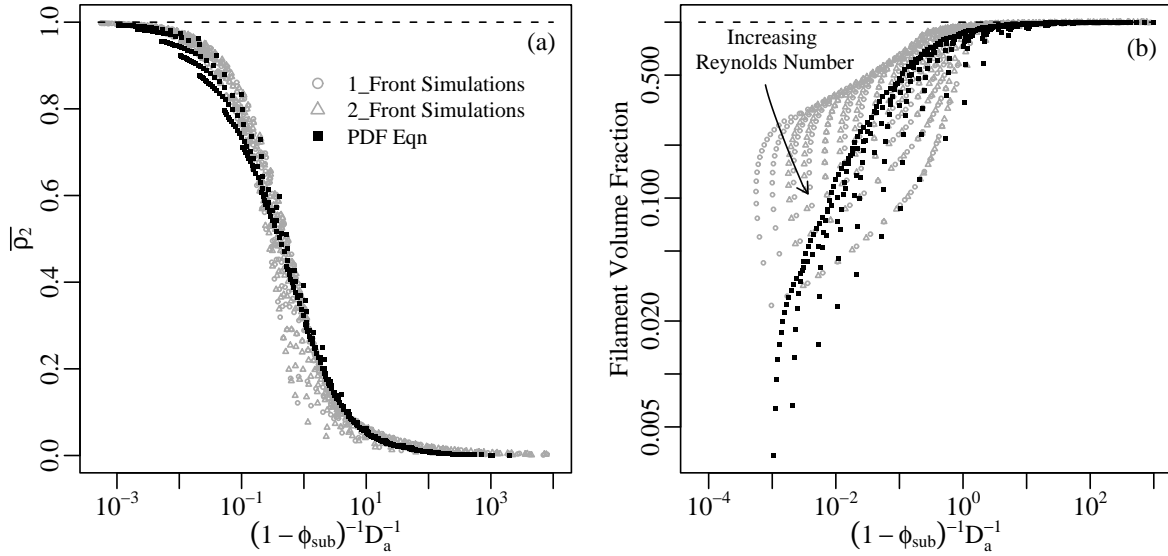 (a)
1_Front Simulations
2_Front Simulations
PDF Eqn
1.0
0.8
0.6
0.4
0.2
0.0
ρ₂
10⁻³ 10⁻¹ 10¹ 10³
(1 − ϕsub)⁻¹Dₐ⁻¹
(b)
Increasing
Reynolds Number
0.500
0.100
0.020
0.005
Filament Volume Fraction
10⁻⁴ 10⁻² 10⁰ 10²
(1 − ϕsub)⁻¹Dₐ⁻¹